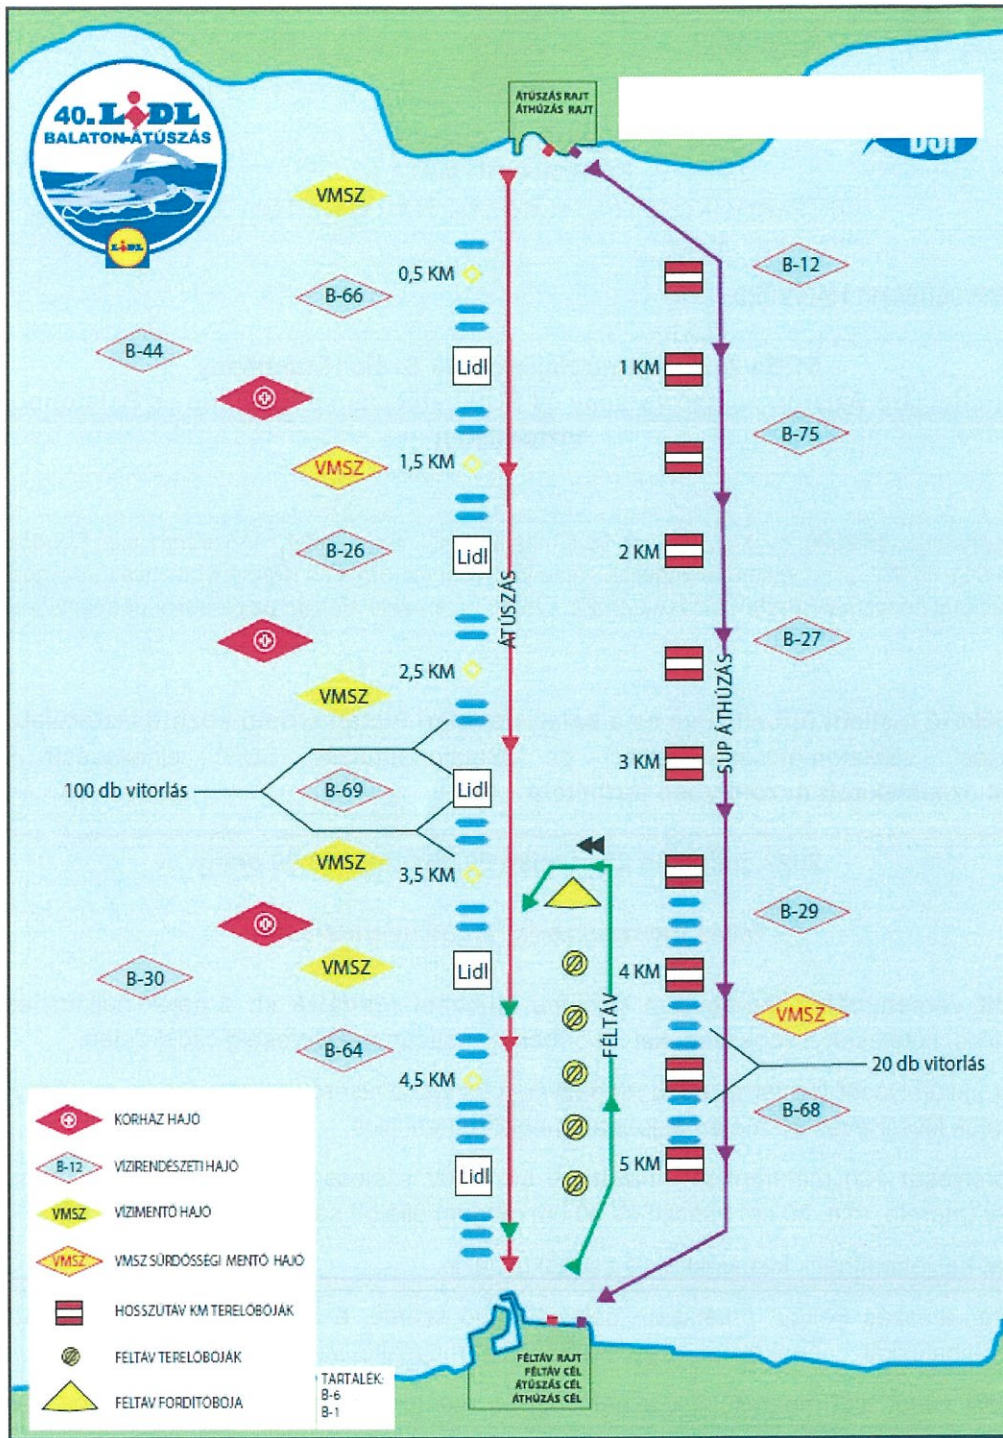 40. LiDL
BALATON-ÁTÚSZÁS
LiDL
ÁTÚSZÁS RAJT
ÁTHÚZÁS RAJT
VMSZ
B-12
0,5 KM
B-66
B-44
Lidl
1 KM
B-75
VMSZ
1,5 KM
B-26
Lidl
2 KM
ÁTÚSZÁS
B-27
2,5 KM
VMSZ
SUP ÁTHÚZÁS
3 KM
100 db vitorlás
B-69
Lidl
VMSZ
3,5 KM
B-29
VMSZ
B-30
Lidl
4 KM
FÉLTÁV
VMSZ
B-64
4,5 KM
20 db vitorlás
B-68
Lidl
5 KM
KÓRHÁZ HAJÓ
B-12
VÍZIRENDÉSZETI HAJÓ
VMSZ
VÍZIMENTŐ HAJÓ
VMSZ
VMSZ SÜRGŐSSÉGI MENTŐ HAJÓ
HOSSZÚTÁV KM TERELŐBÓJÁK
FÉLTÁV TERELŐBÓJÁK
FÉLTÁV FORDÍTÓBÓJA
TARTALÉK:
B-6
B-1
FÉLTÁV RAJT
FÉLTÁV CÉL
ÁTÚSZÁS CÉL
ÁTHÚZÁS CÉL